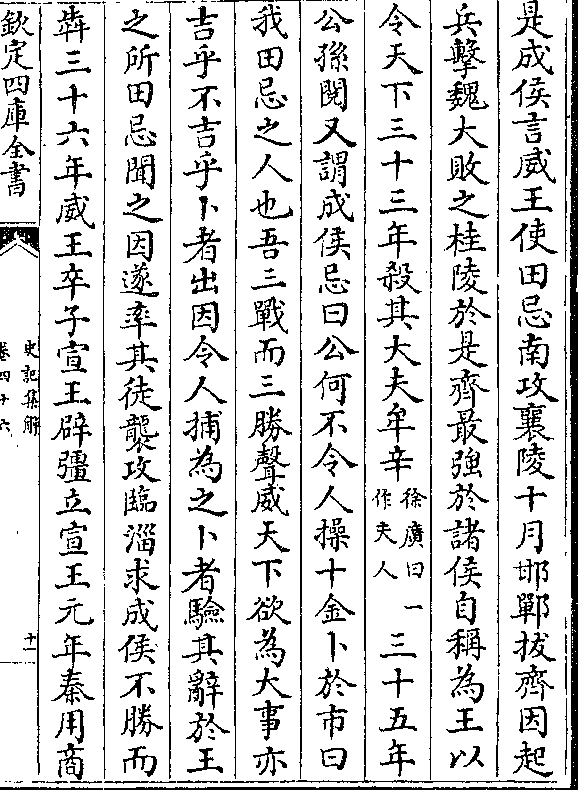 是成侯言威王使田忌南攻襄陵十月邯鄲拔齊因起
兵擊魏大敗之桂陵於是齊最強於諸侯自稱為王以
令天下三十三年殺其大夫牟辛徐廣曰一作夫人三十五年
公孫閱又謂成侯忌曰公何不令人操十金卜於市曰
我田忌之人也吾三戰而三勝聲威天下欲為大事亦
吉乎不吉乎卜者出因令人捕為之卜者驗其辭於王
之所田忌聞之因遂率其徒襲攻臨淄求成侯不勝而
犇三十六年威王卒子宣王辟彊立宣王元年秦用商
欽定四庫全書
史記集解
卷四十六
十一